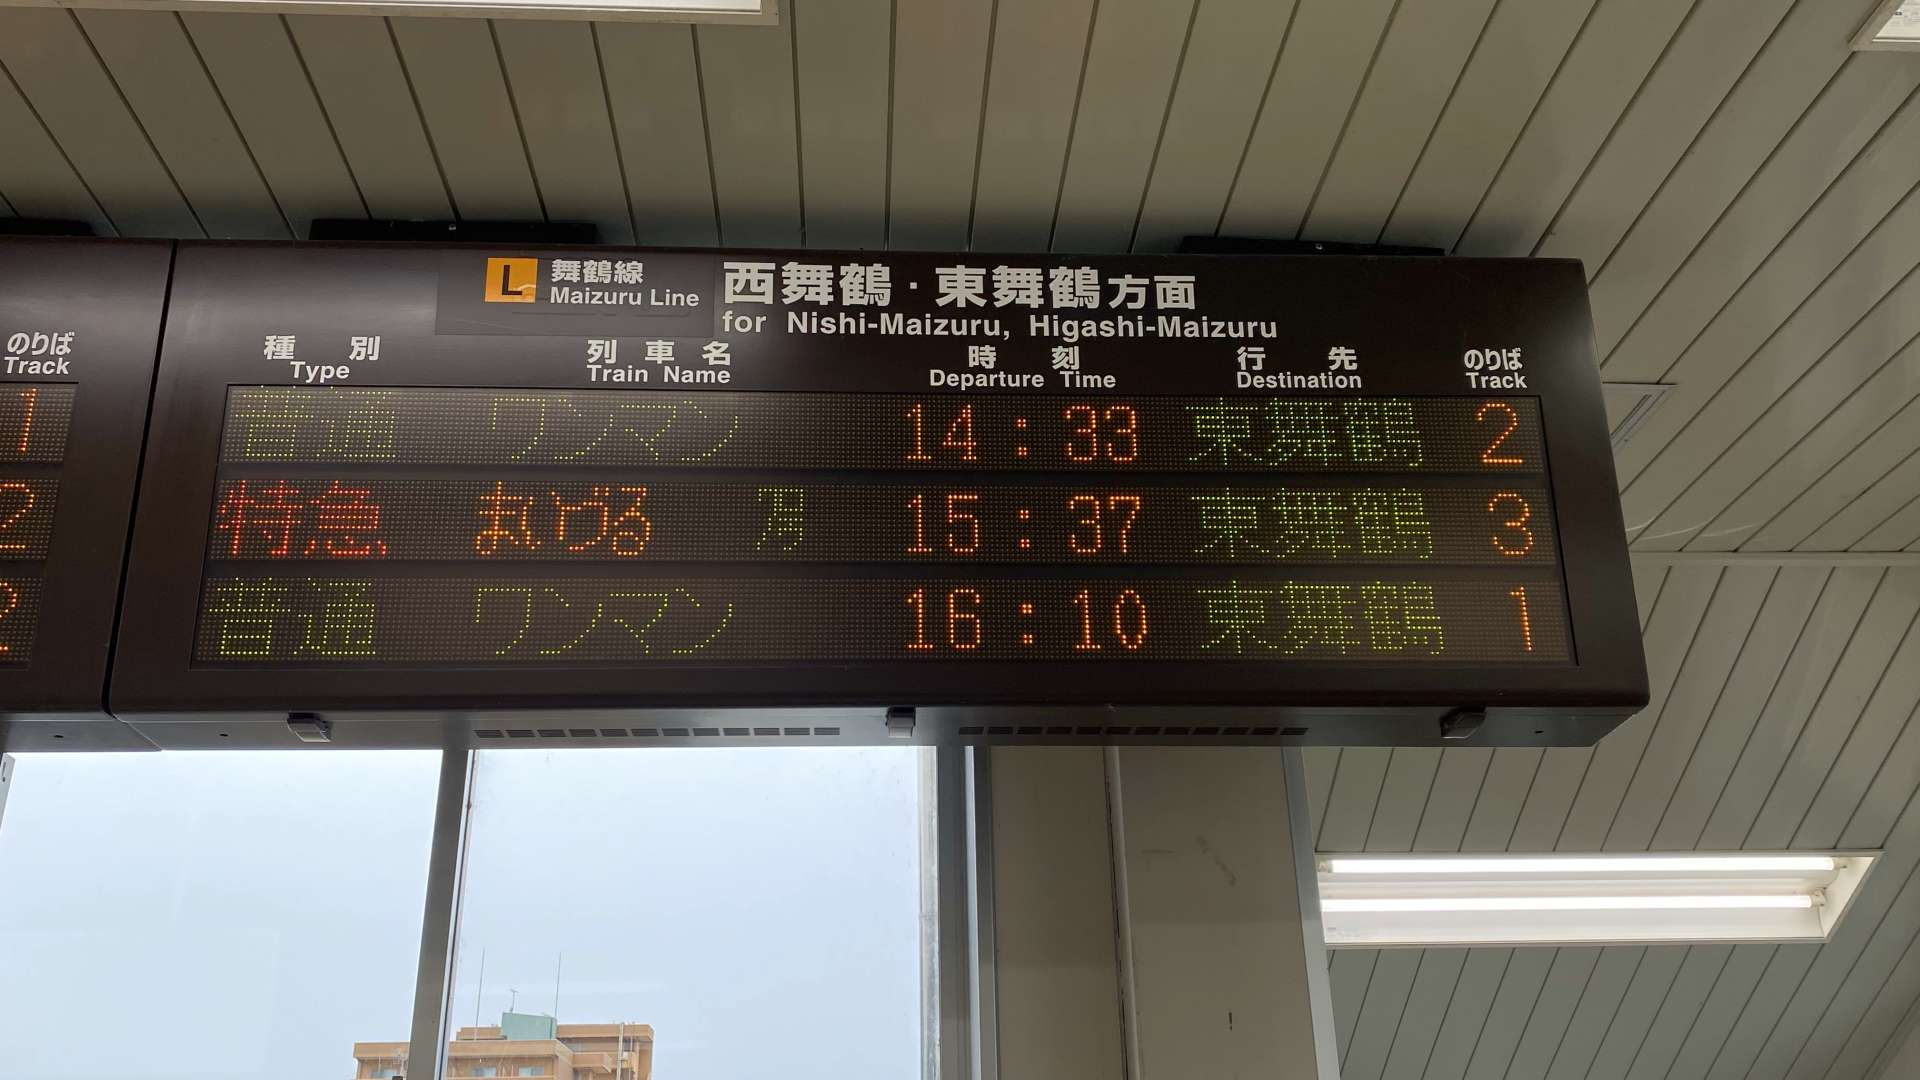 のりば
Track
1
2
2
L 舞鶴線 西舞鶴・東舞鶴方面
Maizuru Line for Nishi-Maizuru, Higashi-Maizuru
種別 列車名 時刻 行先 のりば
Type Train Name Departure Time Destination Track
普通 ワンマン 14:33 東舞鶴 2
特急 まいづる 15:37 東舞鶴 3
普通 ワンマン 16:10 東舞鶴 1